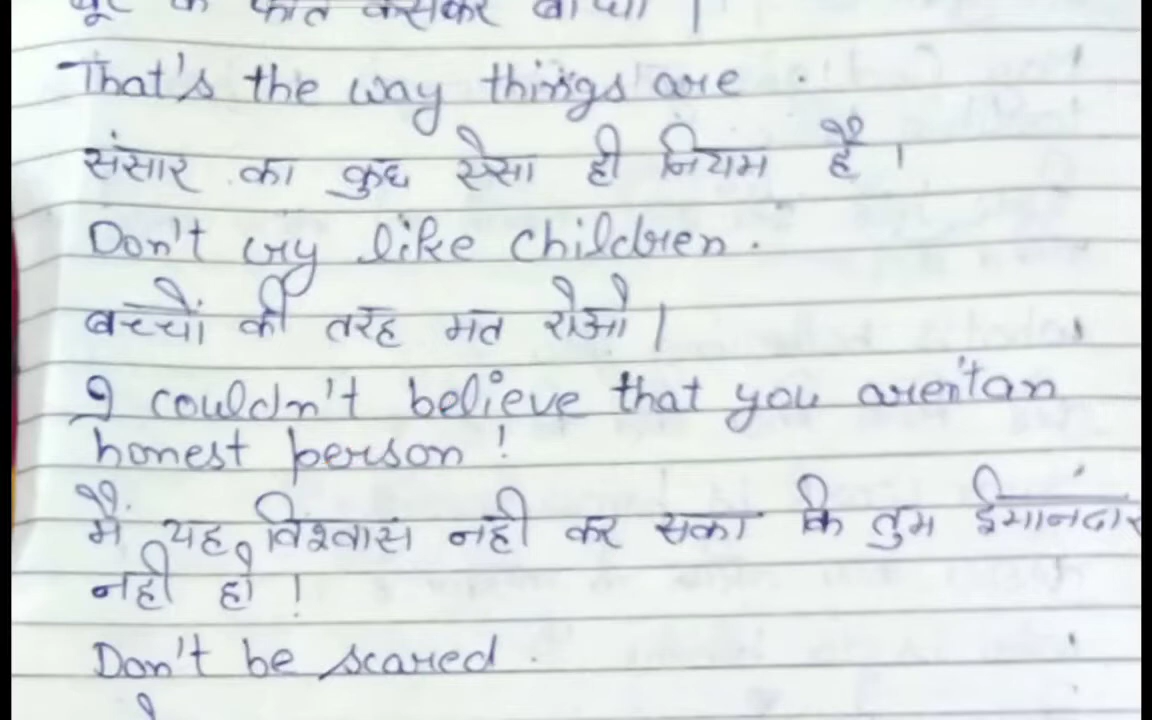 के फीते कसकर
That's the way things are .
संसार का कुछ ऐसा ही नियम है ।
Don't cry like children .
बच्चों की तरह मत रोओ ।
I couldn't believe that you aren't an
honest person !
मैं यह विश्वास नही कर सका कि तुम ईमानदार
नही हो !
Don't be scared .